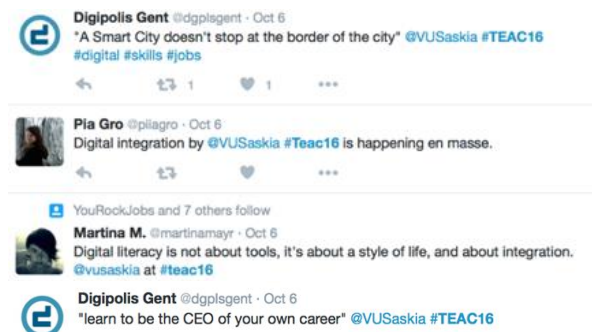 Digipolis Gent @dgplsgent · Oct 6
"A Smart City doesn't stop at the border of the city" @VUSaskia #TEAC16
#digital #skills #jobs
1 1
Pia Gro @piiagro · Oct 6
Digital integration by @VUSaskia #Teac16 is happening en masse.
YouRockJobs and 7 others follow
Martina M. @martinamayr · Oct 6
Digital literacy is not about tools, it's about a style of life, and about integration.
@vusaskia at #teac16
Digipolis Gent @dgplsgent · Oct 6
"learn to be the CEO of your own career" @VUSaskia #TEAC16